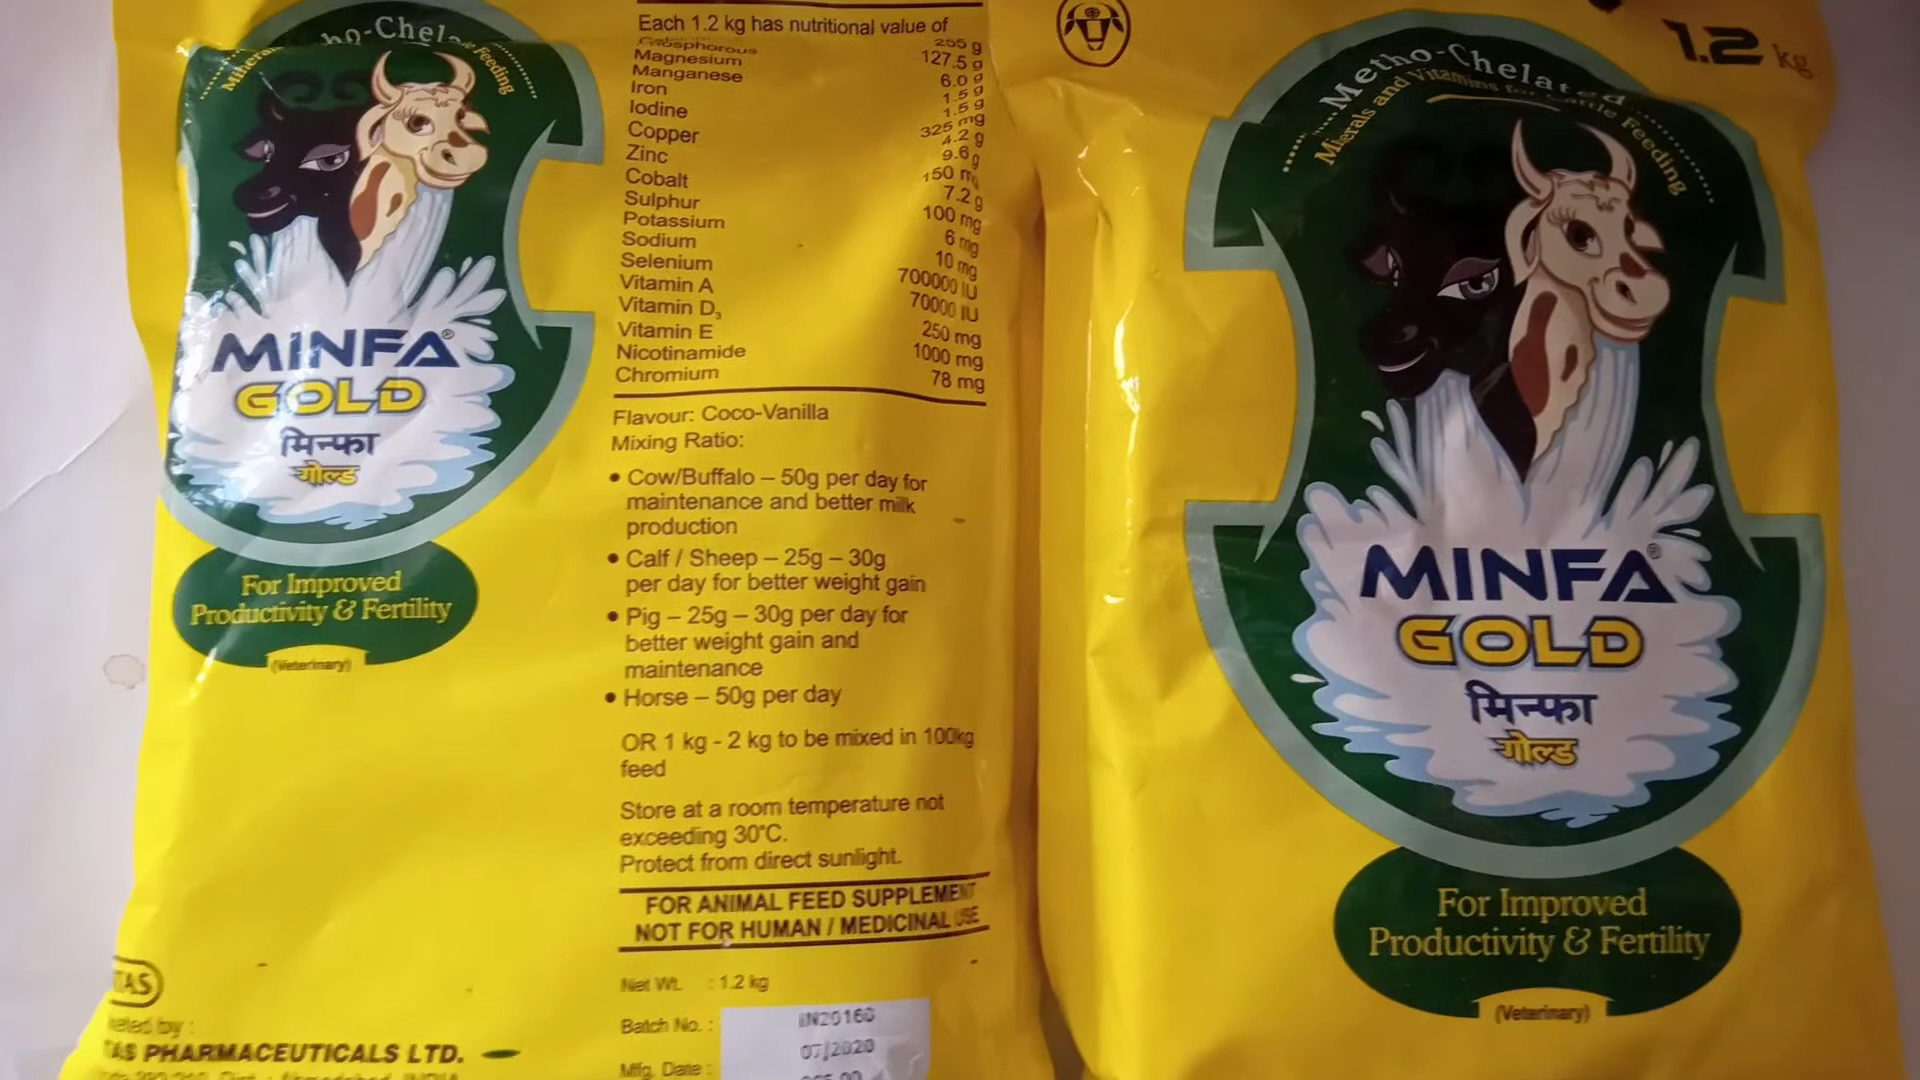 Metho-Chelated
Feeding
MINFA®
GOLD
मिन्फा
गोल्ड
For Improved
Productivity & Fertility
(Veterinary)
TAS
PHARMACEUTICALS LTD.
Each 1.2 kg has nutritional value of
255 g
Magnesium
127.5 g
Manganese
6.0 g
Iron
1.5 g
Iodine
1.5 g
Copper
325 mg
Zinc
4.2 g
Cobalt
9.6 g
Sulphur
150
Potassium
7.2 g
Sodium
100 mg
Selenium
6 mg
Vitamin A
10 mg
Vitamin D3
700000 IU
Vitamin E
70000 IU
Nicotinamide
250 mg
Chromium
1000 mg
78 mg
Flavour: Coco-Vanilla
Mixing Ratio:
• Cow/Buffalo – 50g per day for
maintenance and better milk
production
• Calf / Sheep – 25g – 30g
per day for better weight gain
• Pig – 25g – 30g per day for
better weight gain and
maintenance
• Horse – 50g per day
OR 1 kg - 2 kg to be mixed in 100kg
feed
Store at a room temperature not
exceeding 30°C.
Protect from direct sunlight.
FOR ANIMAL FEED SUPPLEMENT
NOT FOR HUMAN / MEDICINAL USE
Net Wt. : 1.2 kg
Batch No. : IN20160
07/2020
Mfg. Date :
1.2 kg
Metho-Chelated
Minerals and Vitamins for Cattle Feeding
MINFA®
GOLD
मिन्फा
गोल्ड
For Improved
Productivity & Fertility
(Veterinary)